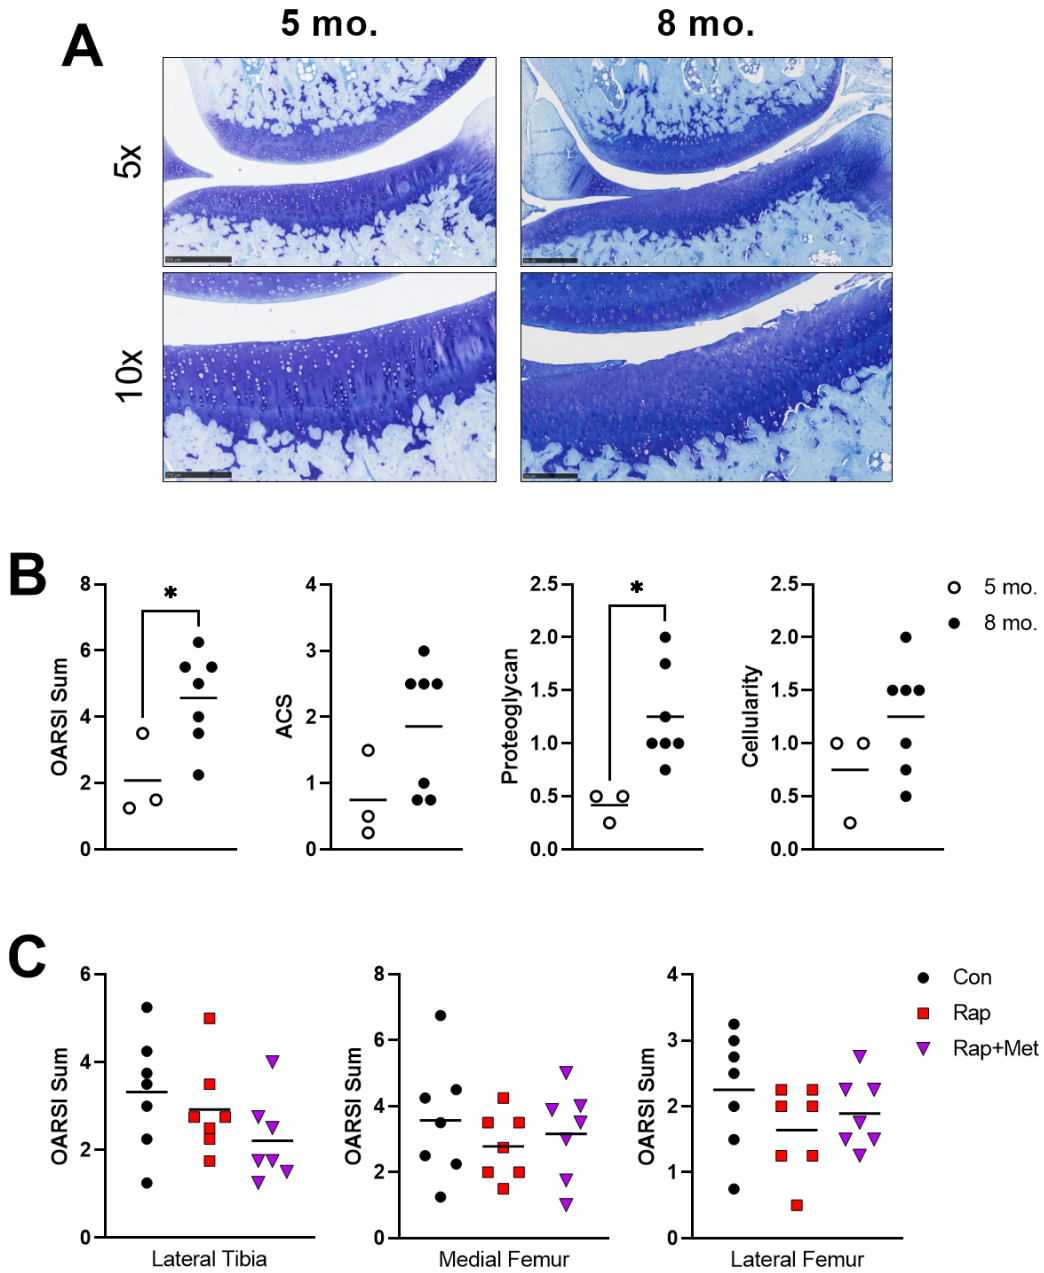 A
5 mo.
8 mo.
5x
10x
B
8
6
4
2
0
OARSI Sum
*
4
3
2
1
0
ACS
2.5
2.0
1.5
1.0
0.5
0.0
Proteoglycan
*
2.5
2.0
1.5
1.0
0.5
0.0
Cellularity
5 mo.
8 mo.
C
6
4
2
0
OARSI Sum
Lateral Tibia
8
6
4
2
0
OARSI Sum
Medial Femur
4
3
2
1
0
OARSI Sum
Lateral Femur
Con
Rap
Rap+Met